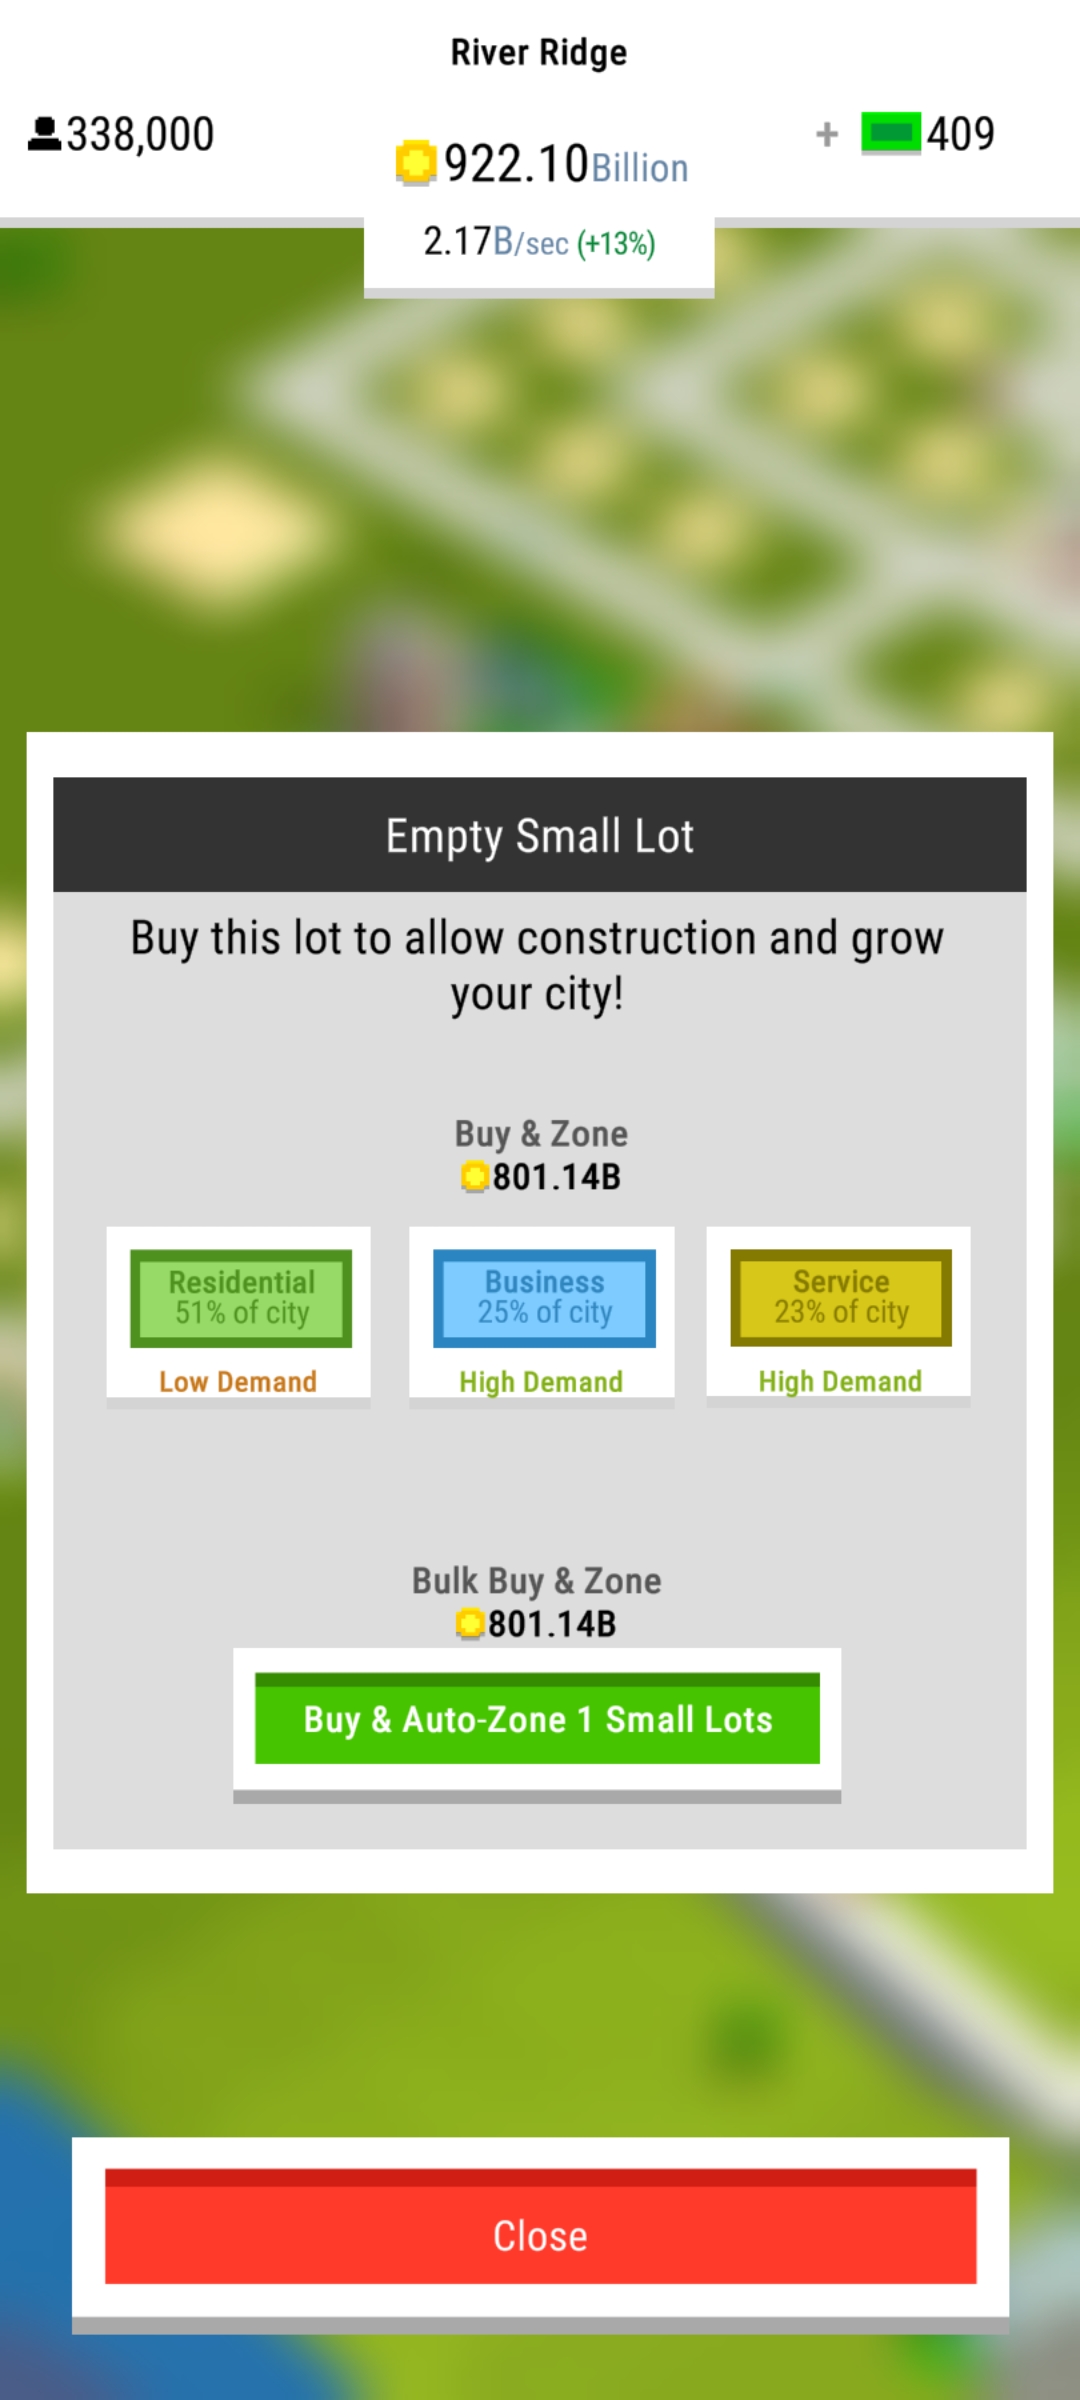 River Ridge
338,000
922.10Billion
+ 409
2.17B/sec (+13%)
Empty Small Lot
Buy this lot to allow construction and grow
your city!
Buy & Zone
801.14B
Residential
51% of city
Low Demand
Business
25% of city
High Demand
Service
23% of city
High Demand
Bulk Buy & Zone
801.14B
Buy & Auto-Zone 1 Small Lots
Close